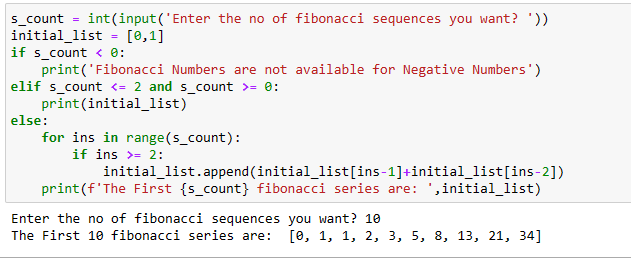 s_count = int(input('Enter the no of fibonacci sequences you want? '))
initial_list = [0,1]
if s_count < 0:
    print('Fibonacci Numbers are not available for Negative Numbers')
elif s_count <= 2 and s_count >= 0:
    print(initial_list)
else:
    for ins in range(s_count):
        if ins >= 2:
            initial_list.append(initial_list[ins-1]+initial_list[ins-2])
    print(f'The First {s_count} fibonacci series are: ',initial_list)
Enter the no of fibonacci sequences you want? 10
The First 10 fibonacci series are:  [0, 1, 1, 2, 3, 5, 8, 13, 21, 34]